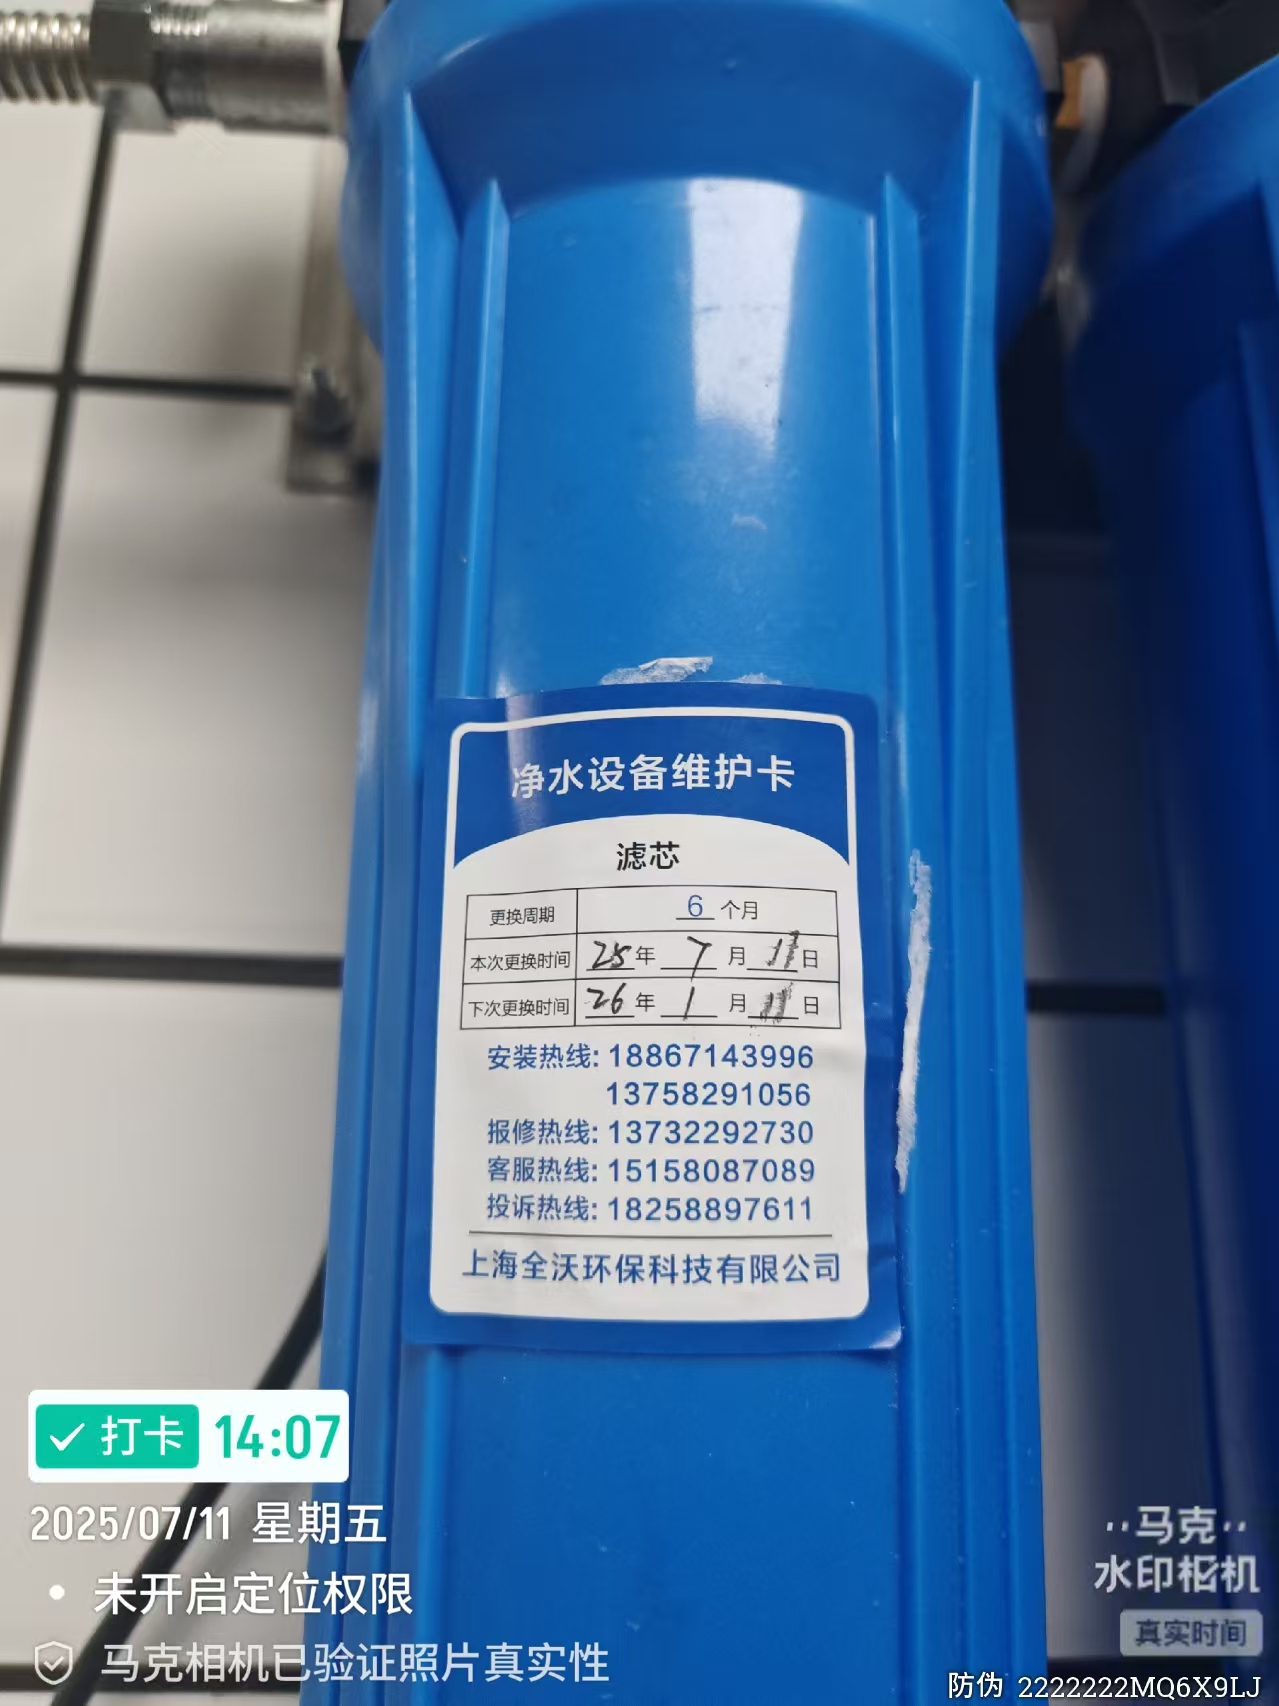 净水设备维护卡
滤芯
更换周期 6 个月
本次更换时间 25 年 7 月 11 日
下次更换时间 26 年 1 月 11 日
安装热线: 18867143996
13758291056
报修热线: 13732292730
客服热线: 15158087089
投诉热线: 18258897611
上海全沃环保科技有限公司
打卡 14:07
2025/07/11 星期五
未开启定位权限
马克相机已验证照片真实性
马克
水印相机
真实时间
防伪 2222222MQ6X9LJ